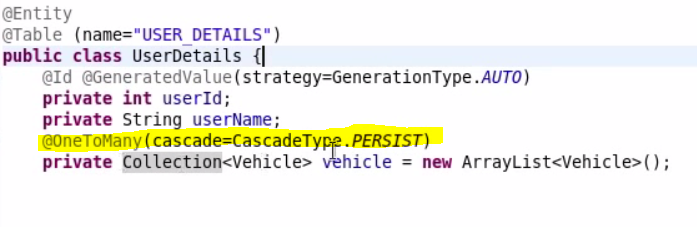 @Entity
@Table (name="USER_DETAILS")
public class UserDetails {
@Id @GeneratedValue(strategy=GenerationType.AUTO)
private int userId;
private String userName;
@OneToMany(cascade=CascadeType.PERSIST)
private Collection<Vehicle> vehicle = new ArrayList<Vehicle>();